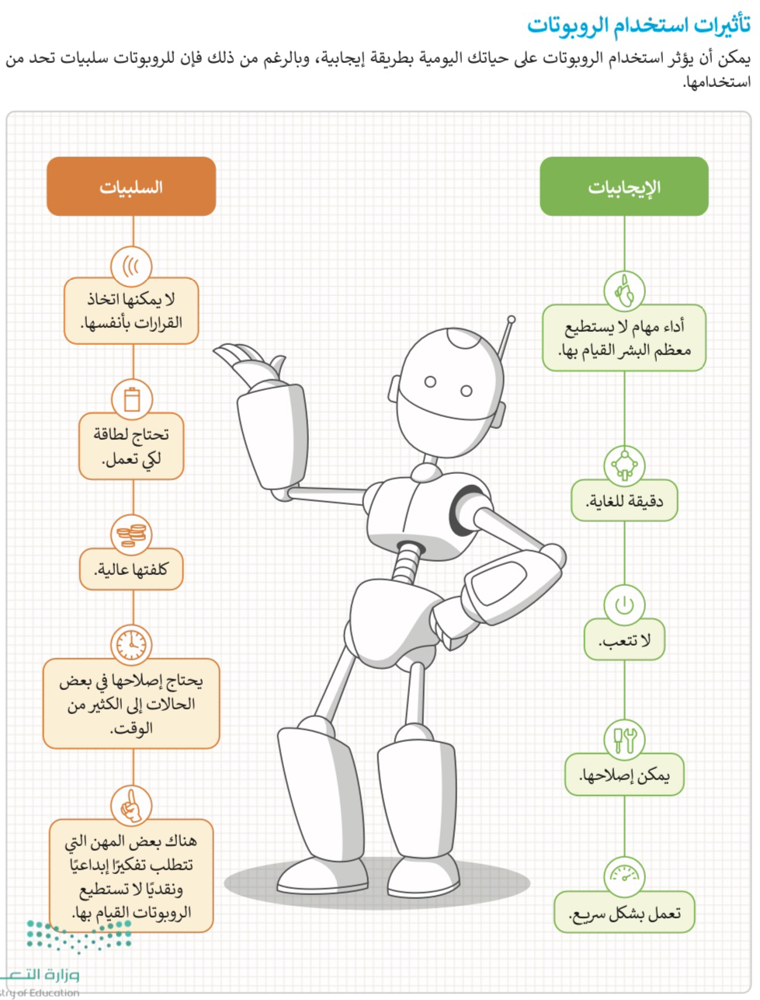 تأثيرات استخدام الروبوتات
يمكن أن يؤثر استخدام الروبوتات على حياتك اليومية بطريقة إيجابية، وبالرغم من ذلك فإن للروبوتات سلبيات تحد من
استخدامها.
الإيجابيات
أداء مهام لا يستطيع
معظم البشر القيام بها.
دقيقة للغاية.
لا تتعب.
يمكن إصلاحها.
تعمل بشكل سريع.
السلبيات
لا يمكنها اتخاذ
القرارات بأنفسها.
تحتاج لطاقة
لكي تعمل.
كلفتها عالية.
يحتاج إصلاحها في بعض
الحالات إلى الكثير من
الوقت.
هناك بعض المهن التي
تتطلب تفكيرًا إبداعيًا
ونقديًا لا تستطيع
الروبوتات القيام بها.
وزارة
of Education